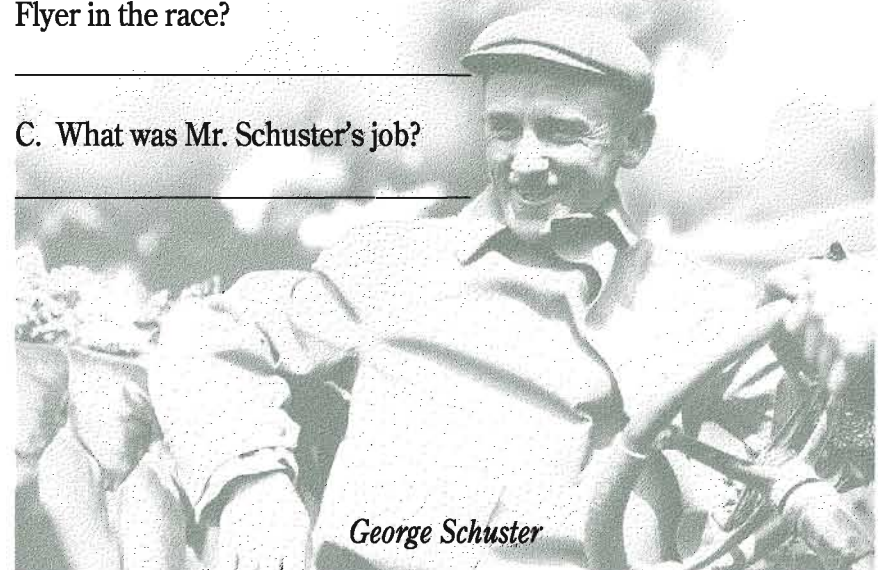 Flyer in the race?
C. What was Mr. Schuster's job?
George Schuster